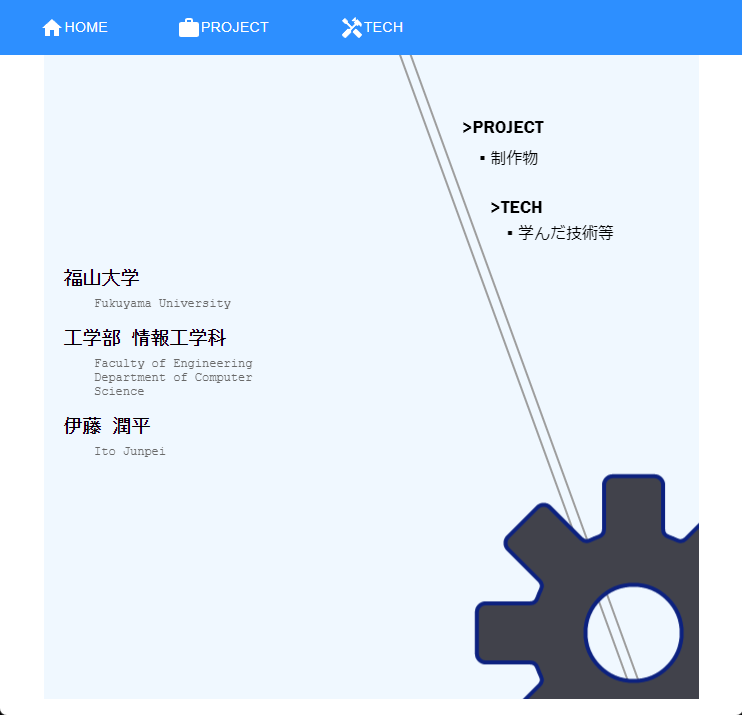 HOME
PROJECT
TECH
>PROJECT
▪ 制作物
>TECH
▪ 学んだ技術等
福山大学
Fukuyama University
工学部 情報工学科
Faculty of Engineering
Department of Computer
Science
伊藤 潤平
Ito Junpei